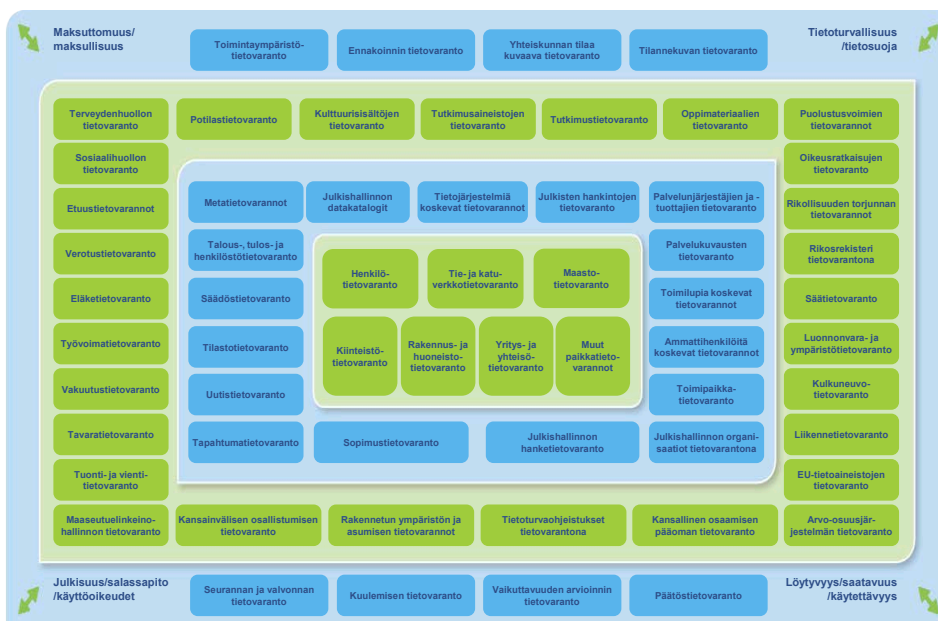 Maksuttomuus/
maksullisuus
Toimintaympäristö-
tietovaranto
Ennakoinnin tietovaranto
Yhteiskunnan tilaa
kuvaava tietovaranto
Tilannekuvan tietovaranto
Tietoturvallisuus
/tietosuoja
Terveydenhuollon
tietovaranto
Potilastietovaranto
Kulttuurisisältöjen
tietovaranto
Tutkimusaineistojen
tietovaranto
Tutkimustietovaranto
Oppimateriaalien
tietovaranto
Puolustusvoimien
tietovarannot
Sosiaalihuollon
tietovaranto
Oikeusratkaisujen
tietovaranto
Etuustietovarannot
Metatietovarannot
Julkishallinnon
datakatalogit
Tietojärjestelmiä
koskevat tietovarannot
Julkisten hankintojen
tietovaranto
Palvelunjärjestäjien ja -
tuottajien tietovaranto
Rikollisuuden torjunnan
tietovarannot
Verotustietovaranto
Talous-, tulos- ja
henkilöstötietovaranto
Palvelukuvausten
tietovaranto
Rikosrekisteri
tietovarantona
Henkilö-
tietovaranto
Tie- ja katu-
verkkotietovaranto
Maasto-
tietovaranto
Eläketietovaranto
Säädöstietovaranto
Toimilupia koskevat
tietovarannot
Säätietovaranto
Työvoimatietovaranto
Tilastotietovaranto
Kiinteistö-
tietovaranto
Rakennus- ja
huoneisto-
tietovaranto
Yritys- ja
yhteisö-
tietovaranto
Muut
paikkatieto-
varannot
Ammattihenkilöitä
koskevat tietovarannot
Luonnonvara- ja
ympäristötietovaranto
Vakuutustietovaranto
Uutistietovaranto
Toimipaikka-
tietovaranto
Kulkuneuvo-
tietovaranto
Tavaratietovaranto
Tapahtumatietovaranto
Sopimustietovaranto
Julkishallinnon
hanketietovaranto
Julkishallinnon organi-
saatiot tietovarantona
Liikennetietovaranto
Tuonti- ja vienti-
tietovaranto
EU-tietoaineistojen
tietovaranto
Maaseutuelinkeino-
hallinnon tietovaranto
Kansainvälisen osallistumisen
tietovaranto
Rakennetun ympäristön ja
asumisen tietovarannot
Tietoturvaohjeistukset
tietovarantona
Kansallinen osaamisen
pääoman tietovaranto
Arvo-osuusjär-
jestelmän tietovaranto
Julkisuus/salassapito
/käyttöoikeudet
Seurannan ja valvonnan
tietovaranto
Kuulemisen tietovaranto
Vaikuttavuuden arvioinnin
tietovaranto
Päätöstietovaranto
Löytyvyys/saatavuus
/käytettävyys